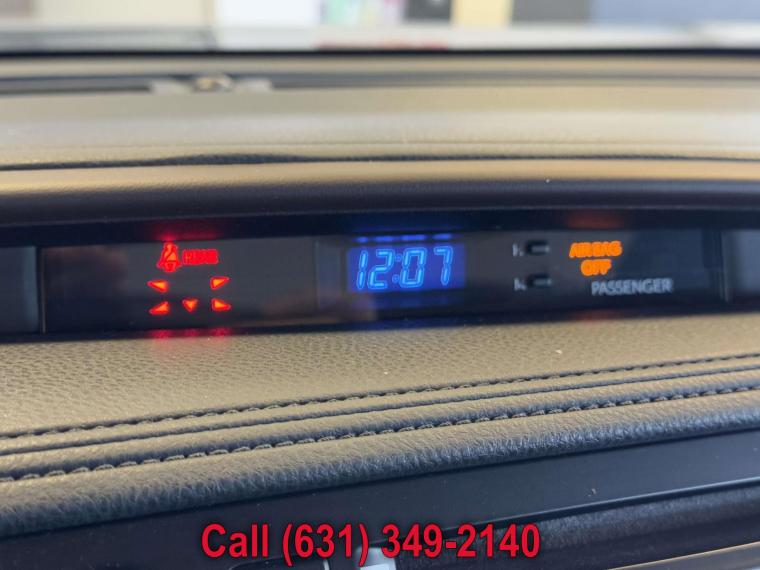 12:07
AIRBAG
OFF
PASSENGER
Call (631) 349-2140